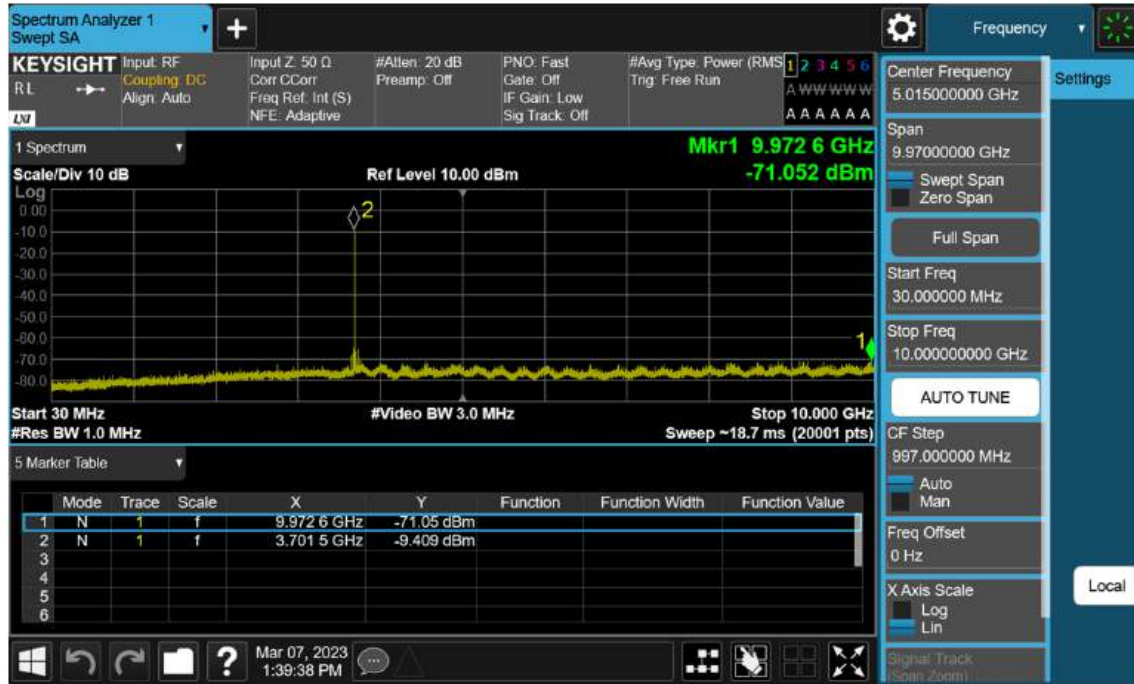 Spectrum Analyzer 1
Swept SA
+
Frequency
KEYSIGHT
RL
LXI
Input: RF
Coupling: DC
Align: Auto
Input Z: 50 Ω
Corr CCorr
Freq Ref: Int (S)
NFE: Adaptive
#Atten: 20 dB
Preamp: Off
PNO: Fast
Gate: Off
IF Gain: Low
Sig Track: Off
#Avg Type: Power (RMS
Trig: Free Run
1 2 3 4 5 6
A W W W W W
A A A A A A
Center Frequency
5.015000000 GHz
Settings
1 Spectrum
Mkr1 9.972 6 GHz
-71.052 dBm
Scale/Div 10 dB
Ref Level 10.00 dBm
Log
0.00
-10.0
-20.0
-30.0
-40.0
-50.0
-60.0
-70.0
-80.0
2
1
Start 30 MHz
#Video BW 3.0 MHz
Stop 10.000 GHz
#Res BW 1.0 MHz
Sweep ~18.7 ms (20001 pts)
Span
9.97000000 GHz
Swept Span
Zero Span
Full Span
Start Freq
30.000000 MHz
Stop Freq
10.000000000 GHz
AUTO TUNE
CF Step
997.000000 MHz
Auto
Man
Freq Offset
0 Hz
X Axis Scale
Log
Lin
Signal Track
(Span Zoom)
Local
5 Marker Table
Mode Trace Scale X Y Function Function Width Function Value
1 N 1 f 9.972 6 GHz -71.05 dBm
2 N 1 f 3.701 5 GHz -9.409 dBm
3
4
5
6
?
Mar 07, 2023
1:39:38 PM